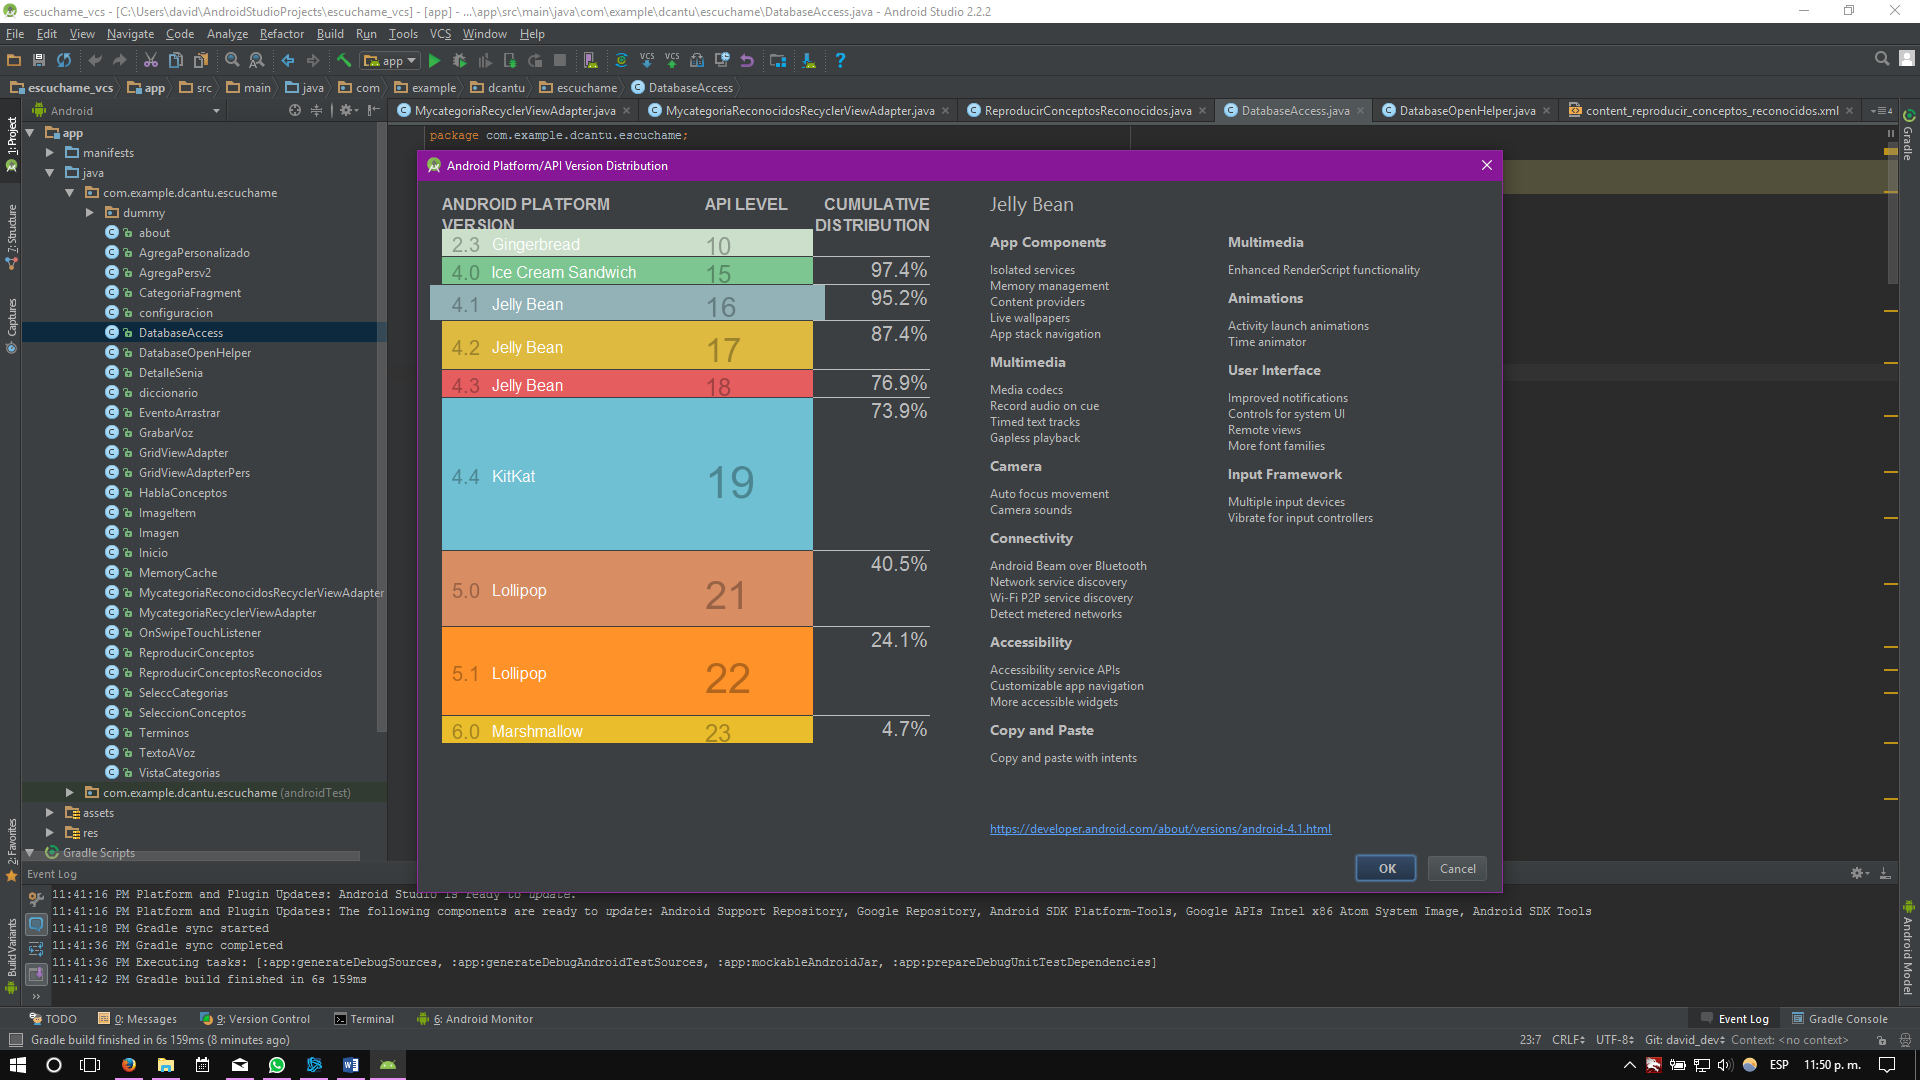 escuchame_vcs - [C:\Users\david\AndroidStudioProjects\escuchame_vcs] - [app] - ...\app\src\main\java\com\example\dcantu\escuchame\DatabaseAccess.java - Android Studio 2.2.2
File Edit View Navigate Code Analyze Refactor Build Run Tools VCS Window Help
app
escuchame_vcs app src main java com example dcantu escuchame DatabaseAccess
Android
MycategoriaRecyclerViewAdapter.java MycategoriaReconocidosRecyclerViewAdapter.java ReproducirConceptosReconocidos.java DatabaseAccess.java DatabaseOpenHelper.java content_reproducir_conceptos_reconocidos.xml
1: Project
7: Structure
Captures
2: Favorites
Build Variants
app
manifests
java
com.example.dcantu.escuchame
dummy
about
AgregaPersonalizado
AgregaPersv2
CategoriaFragment
configuracion
DatabaseAccess
DatabaseOpenHelper
DetalleSenia
diccionario
EventoArrastrar
GrabarVoz
GridViewAdapter
GridViewAdapterPers
HablaConceptos
ImageItem
Imagen
Inicio
MemoryCache
MycategoriaReconocidosRecyclerViewAdapter
MycategoriaRecyclerViewAdapter
OnSwipeTouchListener
ReproducirConceptos
ReproducirConceptosReconocidos
SeleccCategorias
SeleccionConceptos
Terminos
TextoAVoz
VistaCategorias
com.example.dcantu.escuchame (androidTest)
assets
res
Gradle Scripts
package com.example.dcantu.escuchame;
Android Platform/API Version Distribution
ANDROID PLATFORM VERSION API LEVEL CUMULATIVE DISTRIBUTION
2.3 Gingerbread 10
4.0 Ice Cream Sandwich 15 97.4%
4.1 Jelly Bean 16 95.2%
4.2 Jelly Bean 17 87.4%
4.3 Jelly Bean 18 76.9%
4.4 KitKat 19 73.9%
5.0 Lollipop 21 40.5%
5.1 Lollipop 22 24.1%
6.0 Marshmallow 23 4.7%
Jelly Bean
App Components
Isolated services
Memory management
Content providers
Live wallpapers
App stack navigation
Multimedia
Media codecs
Record audio on cue
Timed text tracks
Gapless playback
Camera
Auto focus movement
Camera sounds
Connectivity
Android Beam over Bluetooth
Network service discovery
Wi-Fi P2P service discovery
Detect metered networks
Accessibility
Accessibility service APIs
Customizable app navigation
More accessible widgets
Copy and Paste
Copy and paste with intents
Multimedia
Enhanced RenderScript functionality
Animations
Activity launch animations
Time animator
User Interface
Improved notifications
Controls for system UI
Remote views
More font families
Input Framework
Multiple input devices
Vibrate for input controllers
https://developer.android.com/about/versions/android-4.1.html
OK Cancel
Gradle
Android Model
Event Log
11:41:16 PM Platform and Plugin Updates: Android Studio is ready to update.
11:41:16 PM Platform and Plugin Updates: The following components are ready to update: Android Support Repository, Google Repository, Android SDK Platform-Tools, Google APIs Intel x86 Atom System Image, Android SDK Tools
11:41:18 PM Gradle sync started
11:41:36 PM Gradle sync completed
11:41:36 PM Executing tasks: [:app:generateDebugSources, :app:generateDebugAndroidTestSources, :app:mockableAndroidJar, :app:prepareDebugUnitTestDependencies]
11:41:42 PM Gradle build finished in 6s 159ms
TODO 0: Messages 9: Version Control Terminal 6: Android Monitor Event Log Gradle Console
Gradle build finished in 6s 159ms (8 minutes ago) 23:7 CRLF UTF-8 Git: david_dev Context: <no context>
ESP 11:50 p. m.